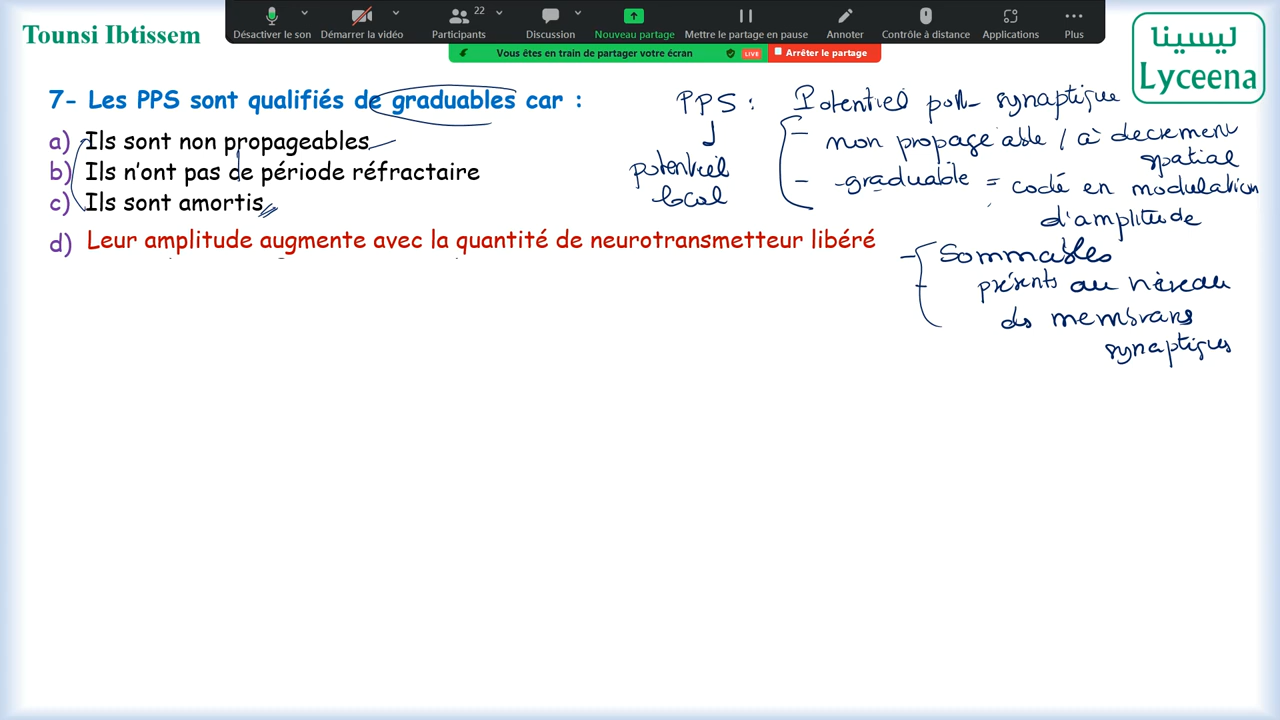 Tounsi Ibtissem
Désactiver le son
Démarrer la vidéo
Participants
22
Discussion
Nouveau partage
Mettre le partage en pause
Annoter
Contrôle à distance
Applications
Plus
Vous êtes en train de partager votre écran
LIVE
Arrêter le partage
ليسينا
Lyceena
7- Les PPS sont qualifiés de graduables car :
a) Ils sont non propageables
b) Ils n'ont pas de période réfractaire
c) Ils sont amortis
d) Leur amplitude augmente avec la quantité de neurotransmetteur libéré
PPS : Potentiel post-synaptique
potentiel
local
- non propageable / à decrement
spatial
- graduable = codé en modulation
d'amplitude
- Sommables
- présents au niveau
des membrans
synaptiques